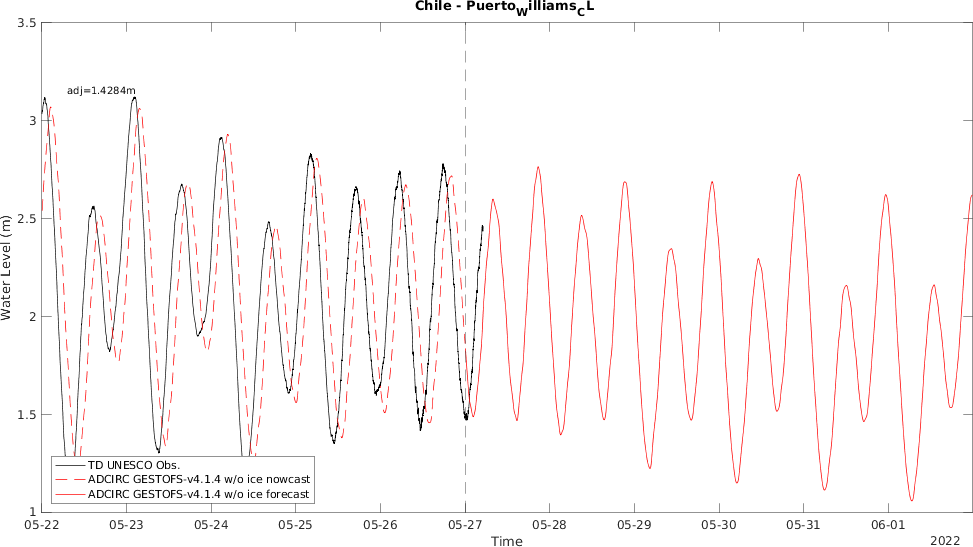 Chile - PuertoWilliamsCL
adj=1.4284m
Water Level (m)
3.5
3
2.5
2
1.5
1
TD UNESCO Obs.
ADCIRC GESTOFS-v4.1.4 w/o ice nowcast
ADCIRC GESTOFS-v4.1.4 w/o ice forecast
05-22 05-23 05-24 05-25 05-26 05-27 05-28 05-29 05-30 05-31 06-01
Time
2022